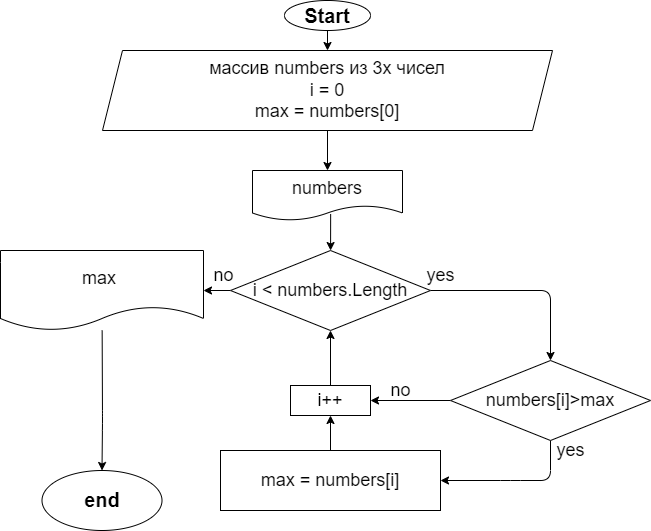 Start
массив numbers из 3х чисел
i = 0
max = numbers[0]
numbers
max
no
i < numbers.Length
yes
i++
no
numbers[i]>max
yes
max = numbers[i]
end